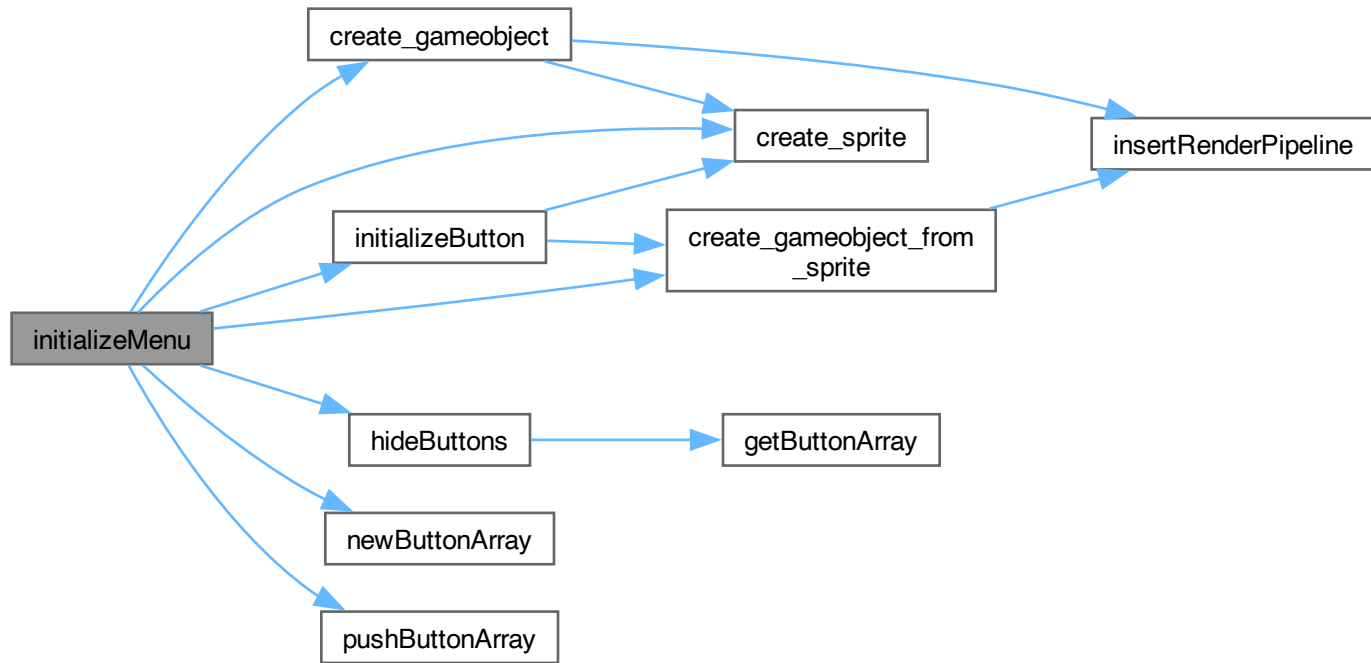 create_gameobject
create_sprite
insertRenderPipeline
initializeButton
create_gameobject_from
_sprite
initializeMenu
hideButtons
getButtonArray
newButtonArray
pushButtonArray